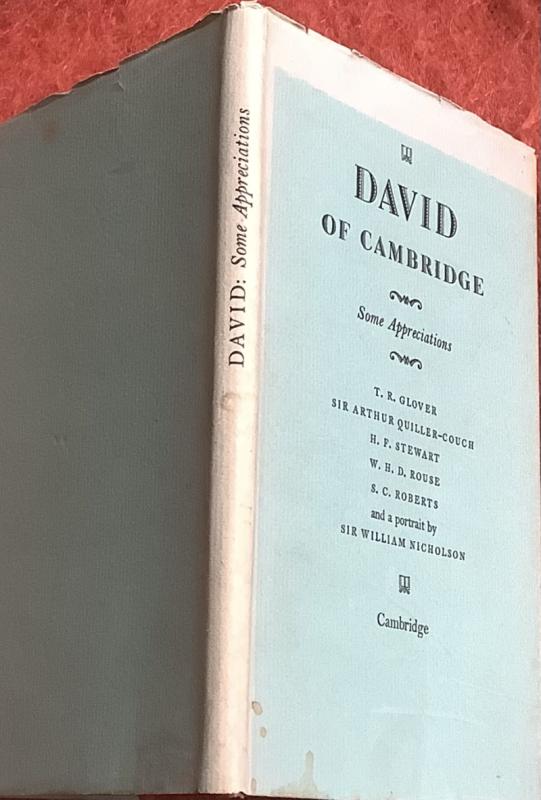 DAVID: Some Appreciations
DAVID
OF CAMBRIDGE
Some Appreciations
T. R. GLOVER
SIR ARTHUR QUILLER-COUCH
H. F. STEWART
W. H. D. ROUSE
S. C. ROBERTS
and a portrait by
SIR WILLIAM NICHOLSON
Cambridge